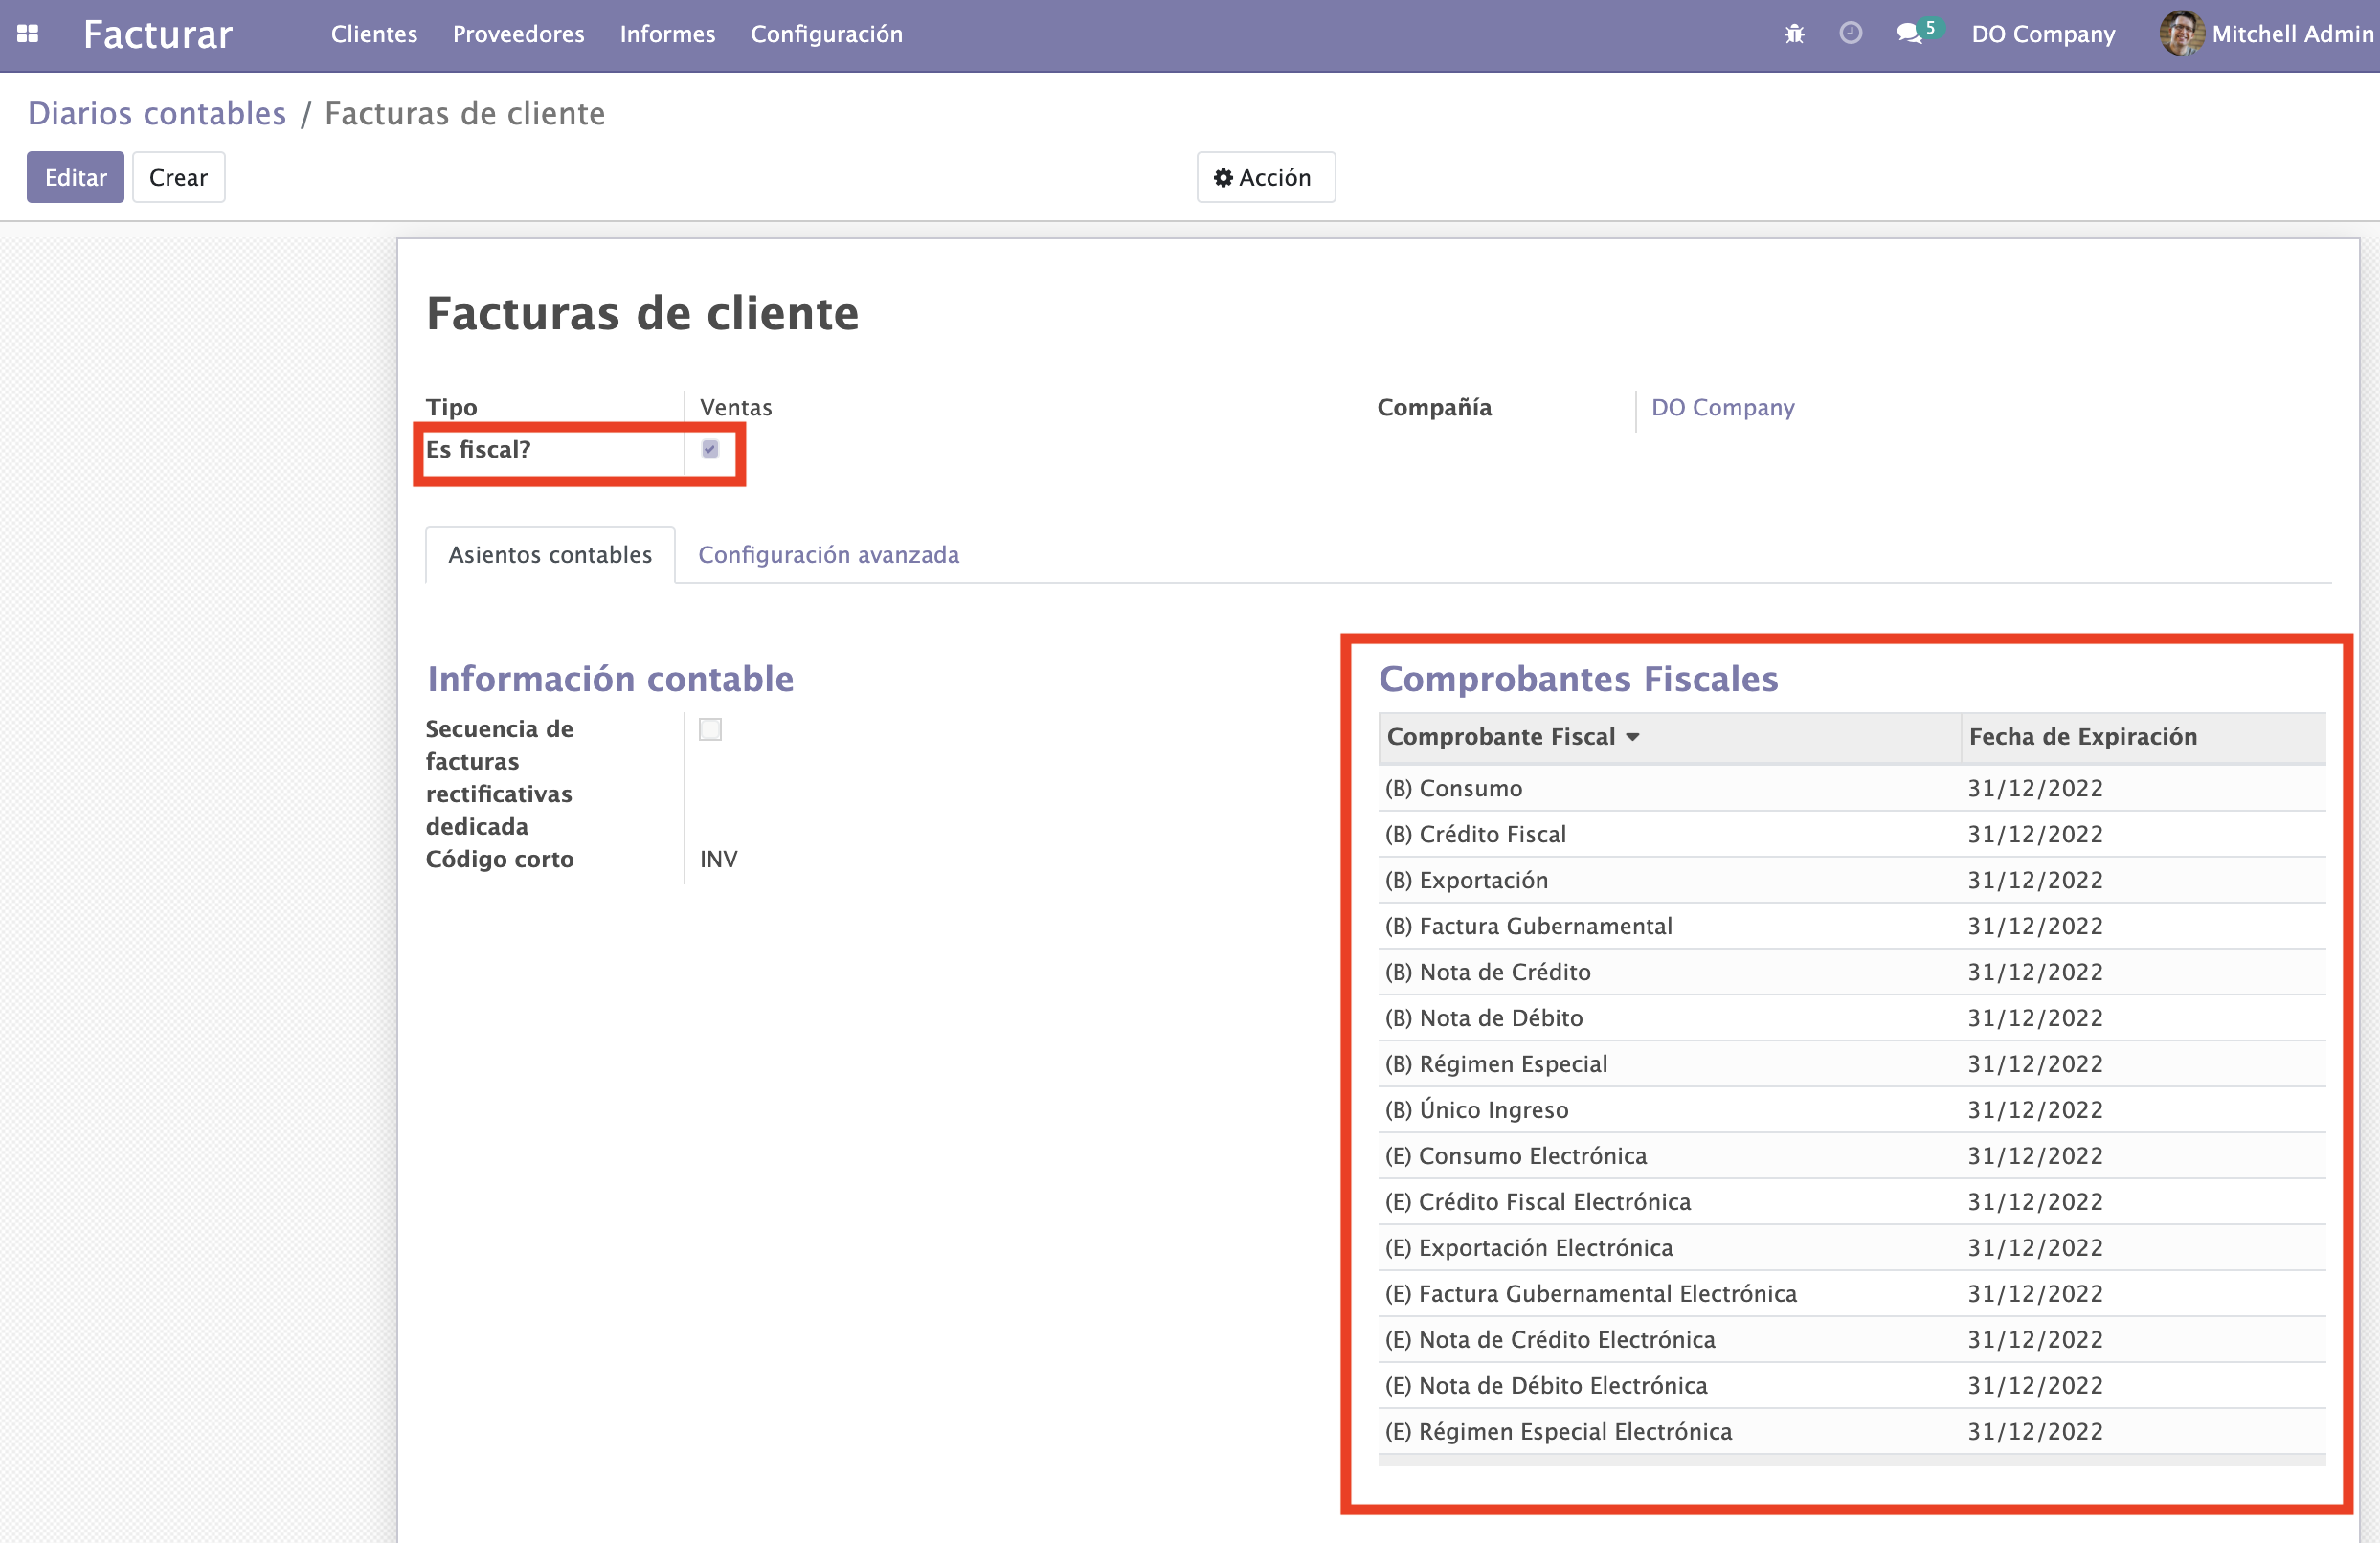 Facturar
Clientes
Proveedores
Informes
Configuración
5
DO Company
Mitchell Admin
Diarios contables / Facturas de cliente
Editar
Crear
Acción
Facturas de cliente
Tipo
Ventas
Compañía
DO Company
Es fiscal?
Asientos contables
Configuración avanzada
Información contable
Secuencia de
facturas
rectificativas
dedicada
Código corto
INV
Comprobantes Fiscales
Comprobante Fiscal
Fecha de Expiración
(B) Consumo 31/12/2022
(B) Crédito Fiscal 31/12/2022
(B) Exportación 31/12/2022
(B) Factura Gubernamental 31/12/2022
(B) Nota de Crédito 31/12/2022
(B) Nota de Débito 31/12/2022
(B) Régimen Especial 31/12/2022
(B) Único Ingreso 31/12/2022
(E) Consumo Electrónica 31/12/2022
(E) Crédito Fiscal Electrónica 31/12/2022
(E) Exportación Electrónica 31/12/2022
(E) Factura Gubernamental Electrónica 31/12/2022
(E) Nota de Crédito Electrónica 31/12/2022
(E) Nota de Débito Electrónica 31/12/2022
(E) Régimen Especial Electrónica 31/12/2022